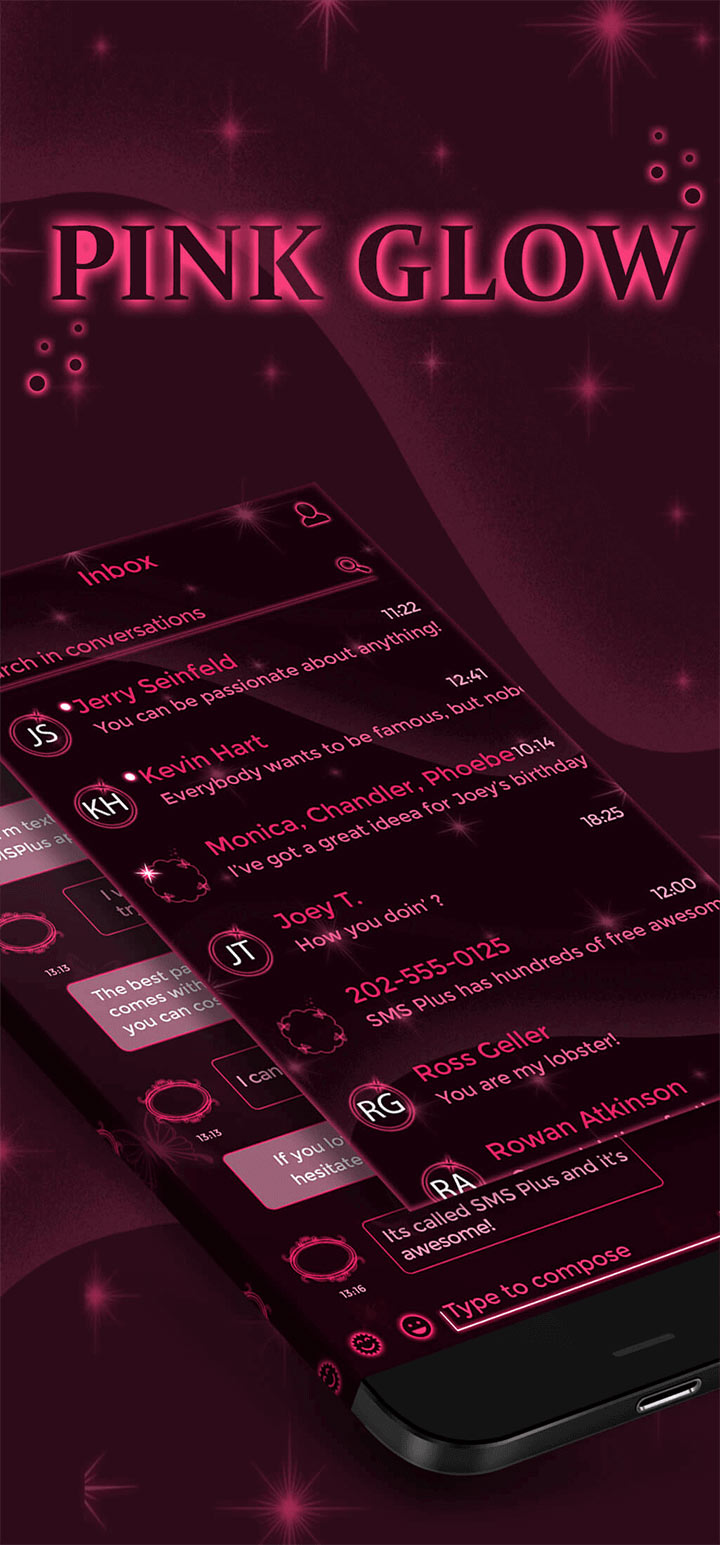 PINK GLOW
Inbox
rch in conversations
11:22
Jerry Seinfeld
You can be passionate about anything!
JS
12:41
Kevin Hart
Everybody wants to be famous, but nob
KH
10:14
Monica, Chandler, Phoebe
I've got a great ideea for Joey's birthday
18:25
Joey T.
How you doin' ?
JT
12:00
202-555-0125
SMS Plus has hundreds of free awesom
Ross Geller
You are my lobster!
RG
Rowan Atkinson
RA
'm tex
MSPlus ap
I
tr
13:13
The best pa
comes with
you can cos
I can
13:13
If you lo
hesitate
Its called SMS Plus and it's
awesome!
13:16
Type to compose